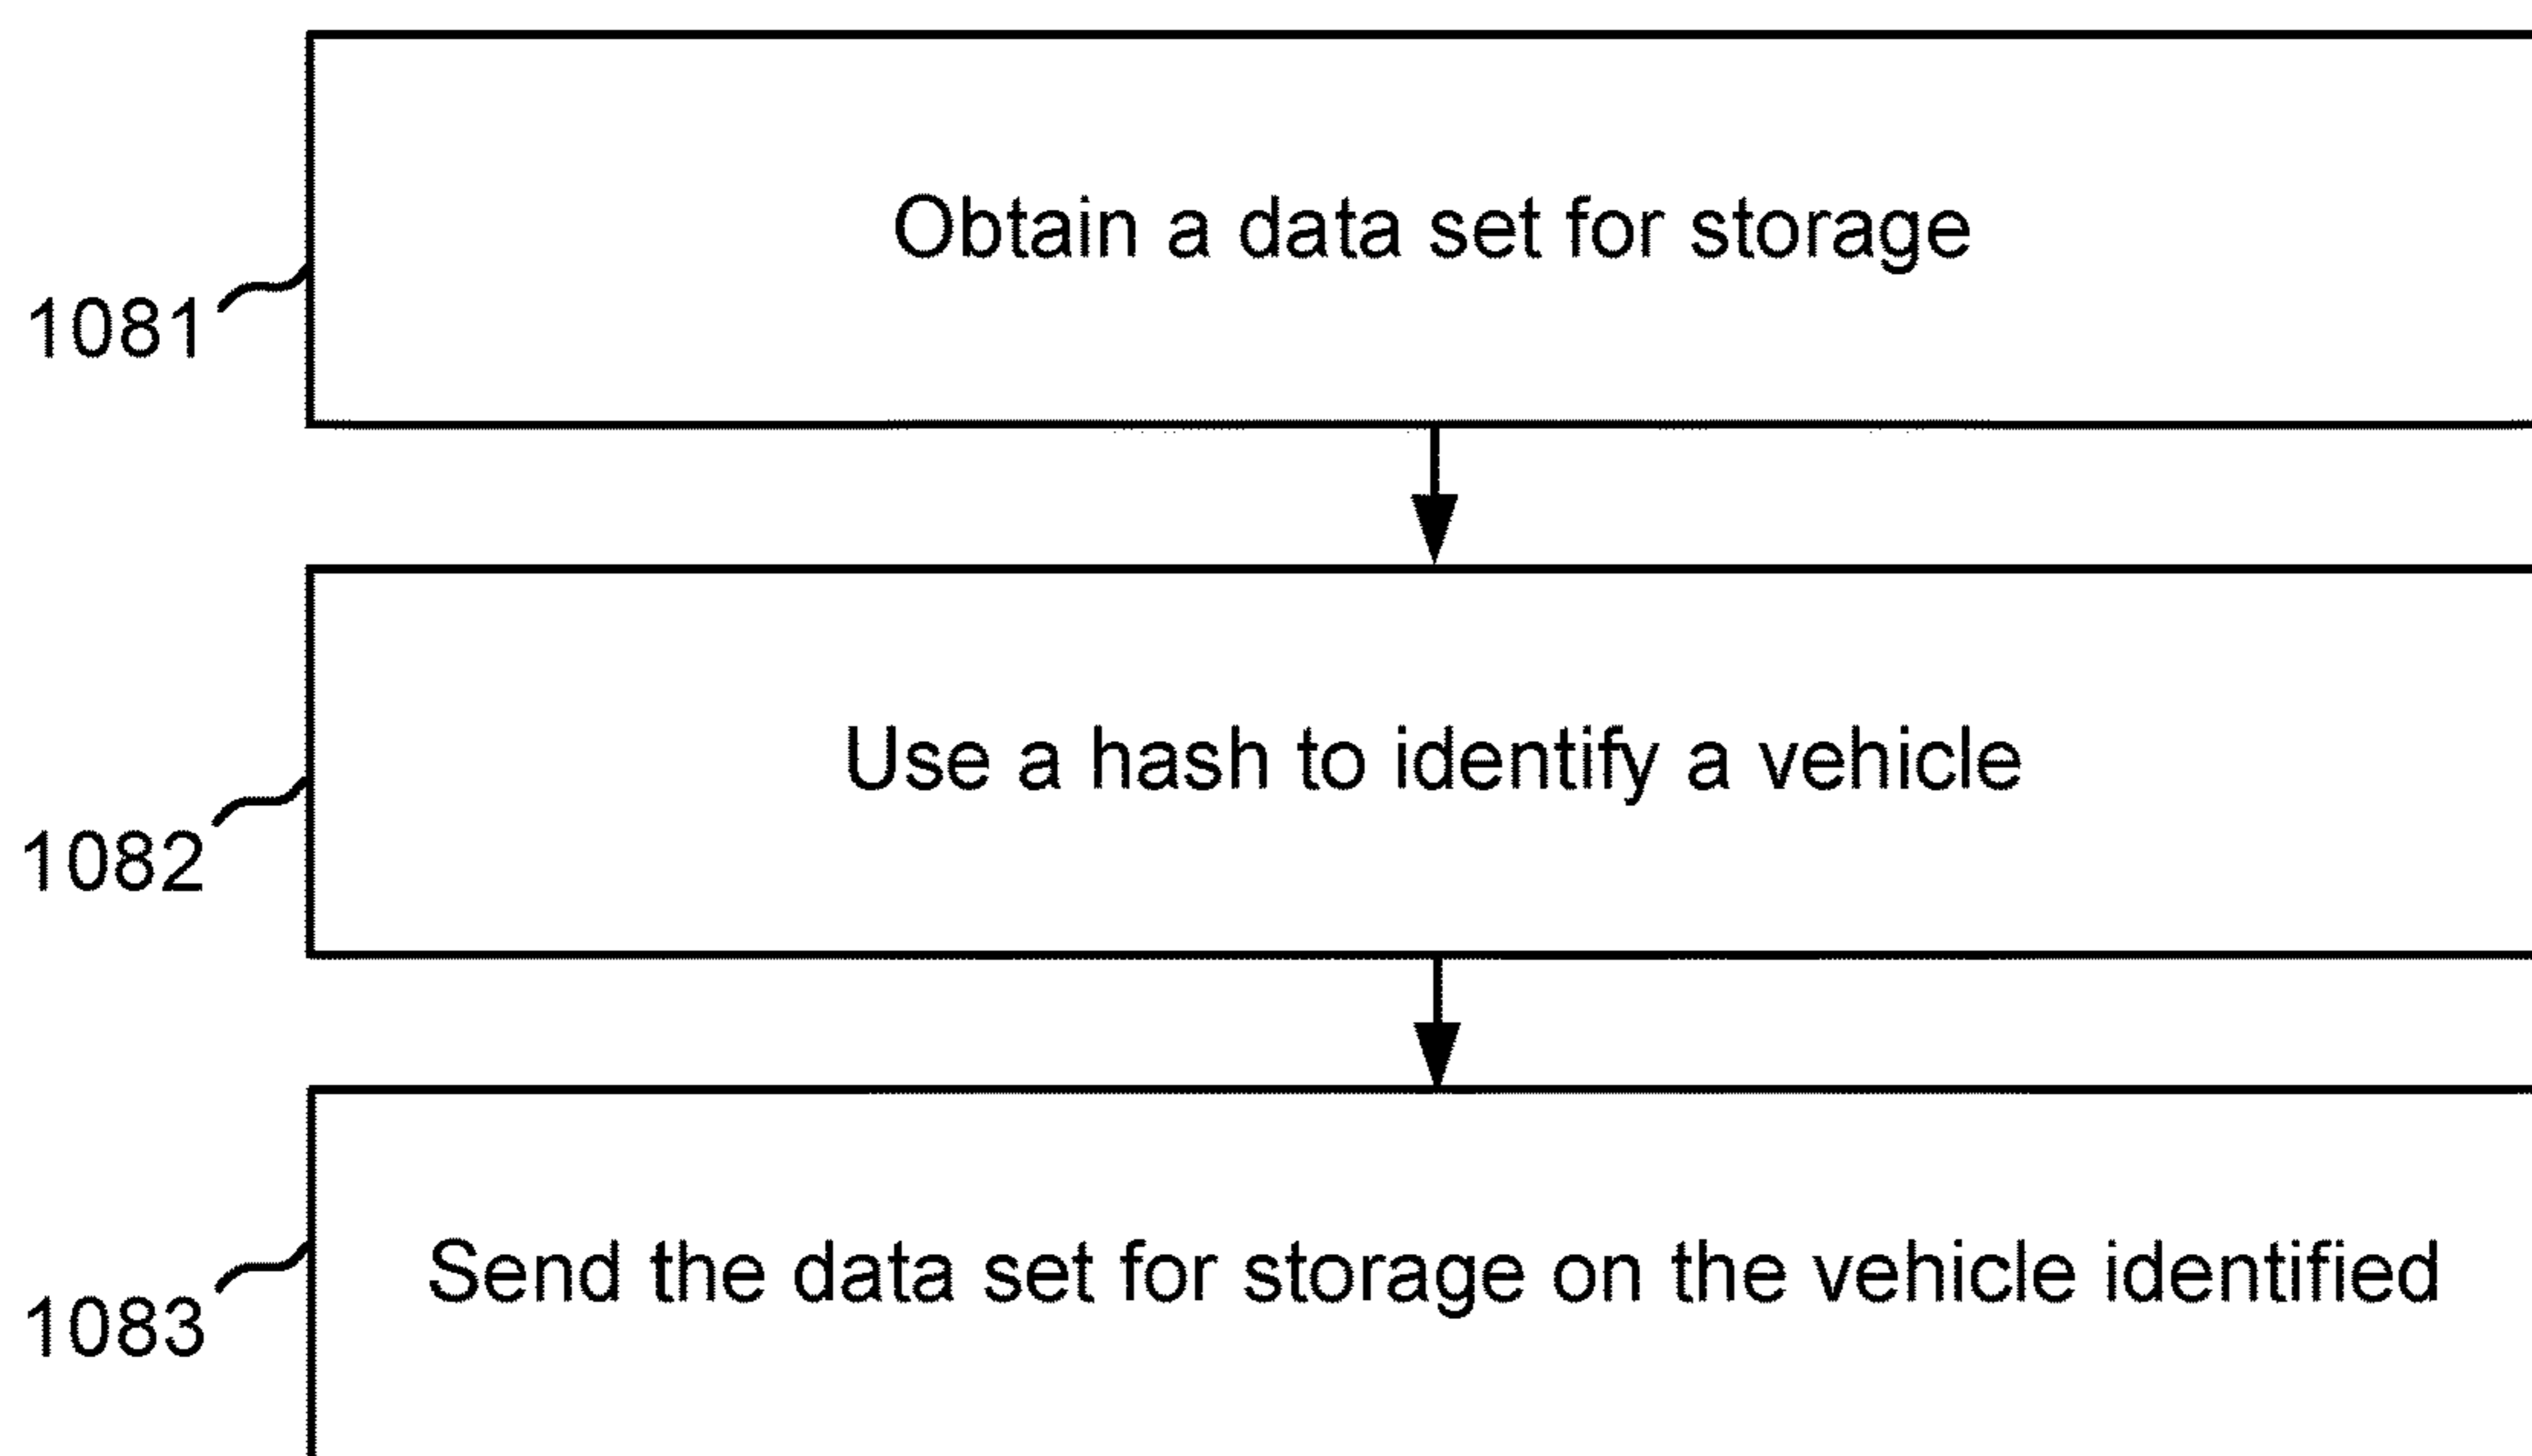 Obtain a data set for storage
1081
Use a hash to identify a vehicle
1082
Send the data set for storage on the vehicle identified
1083